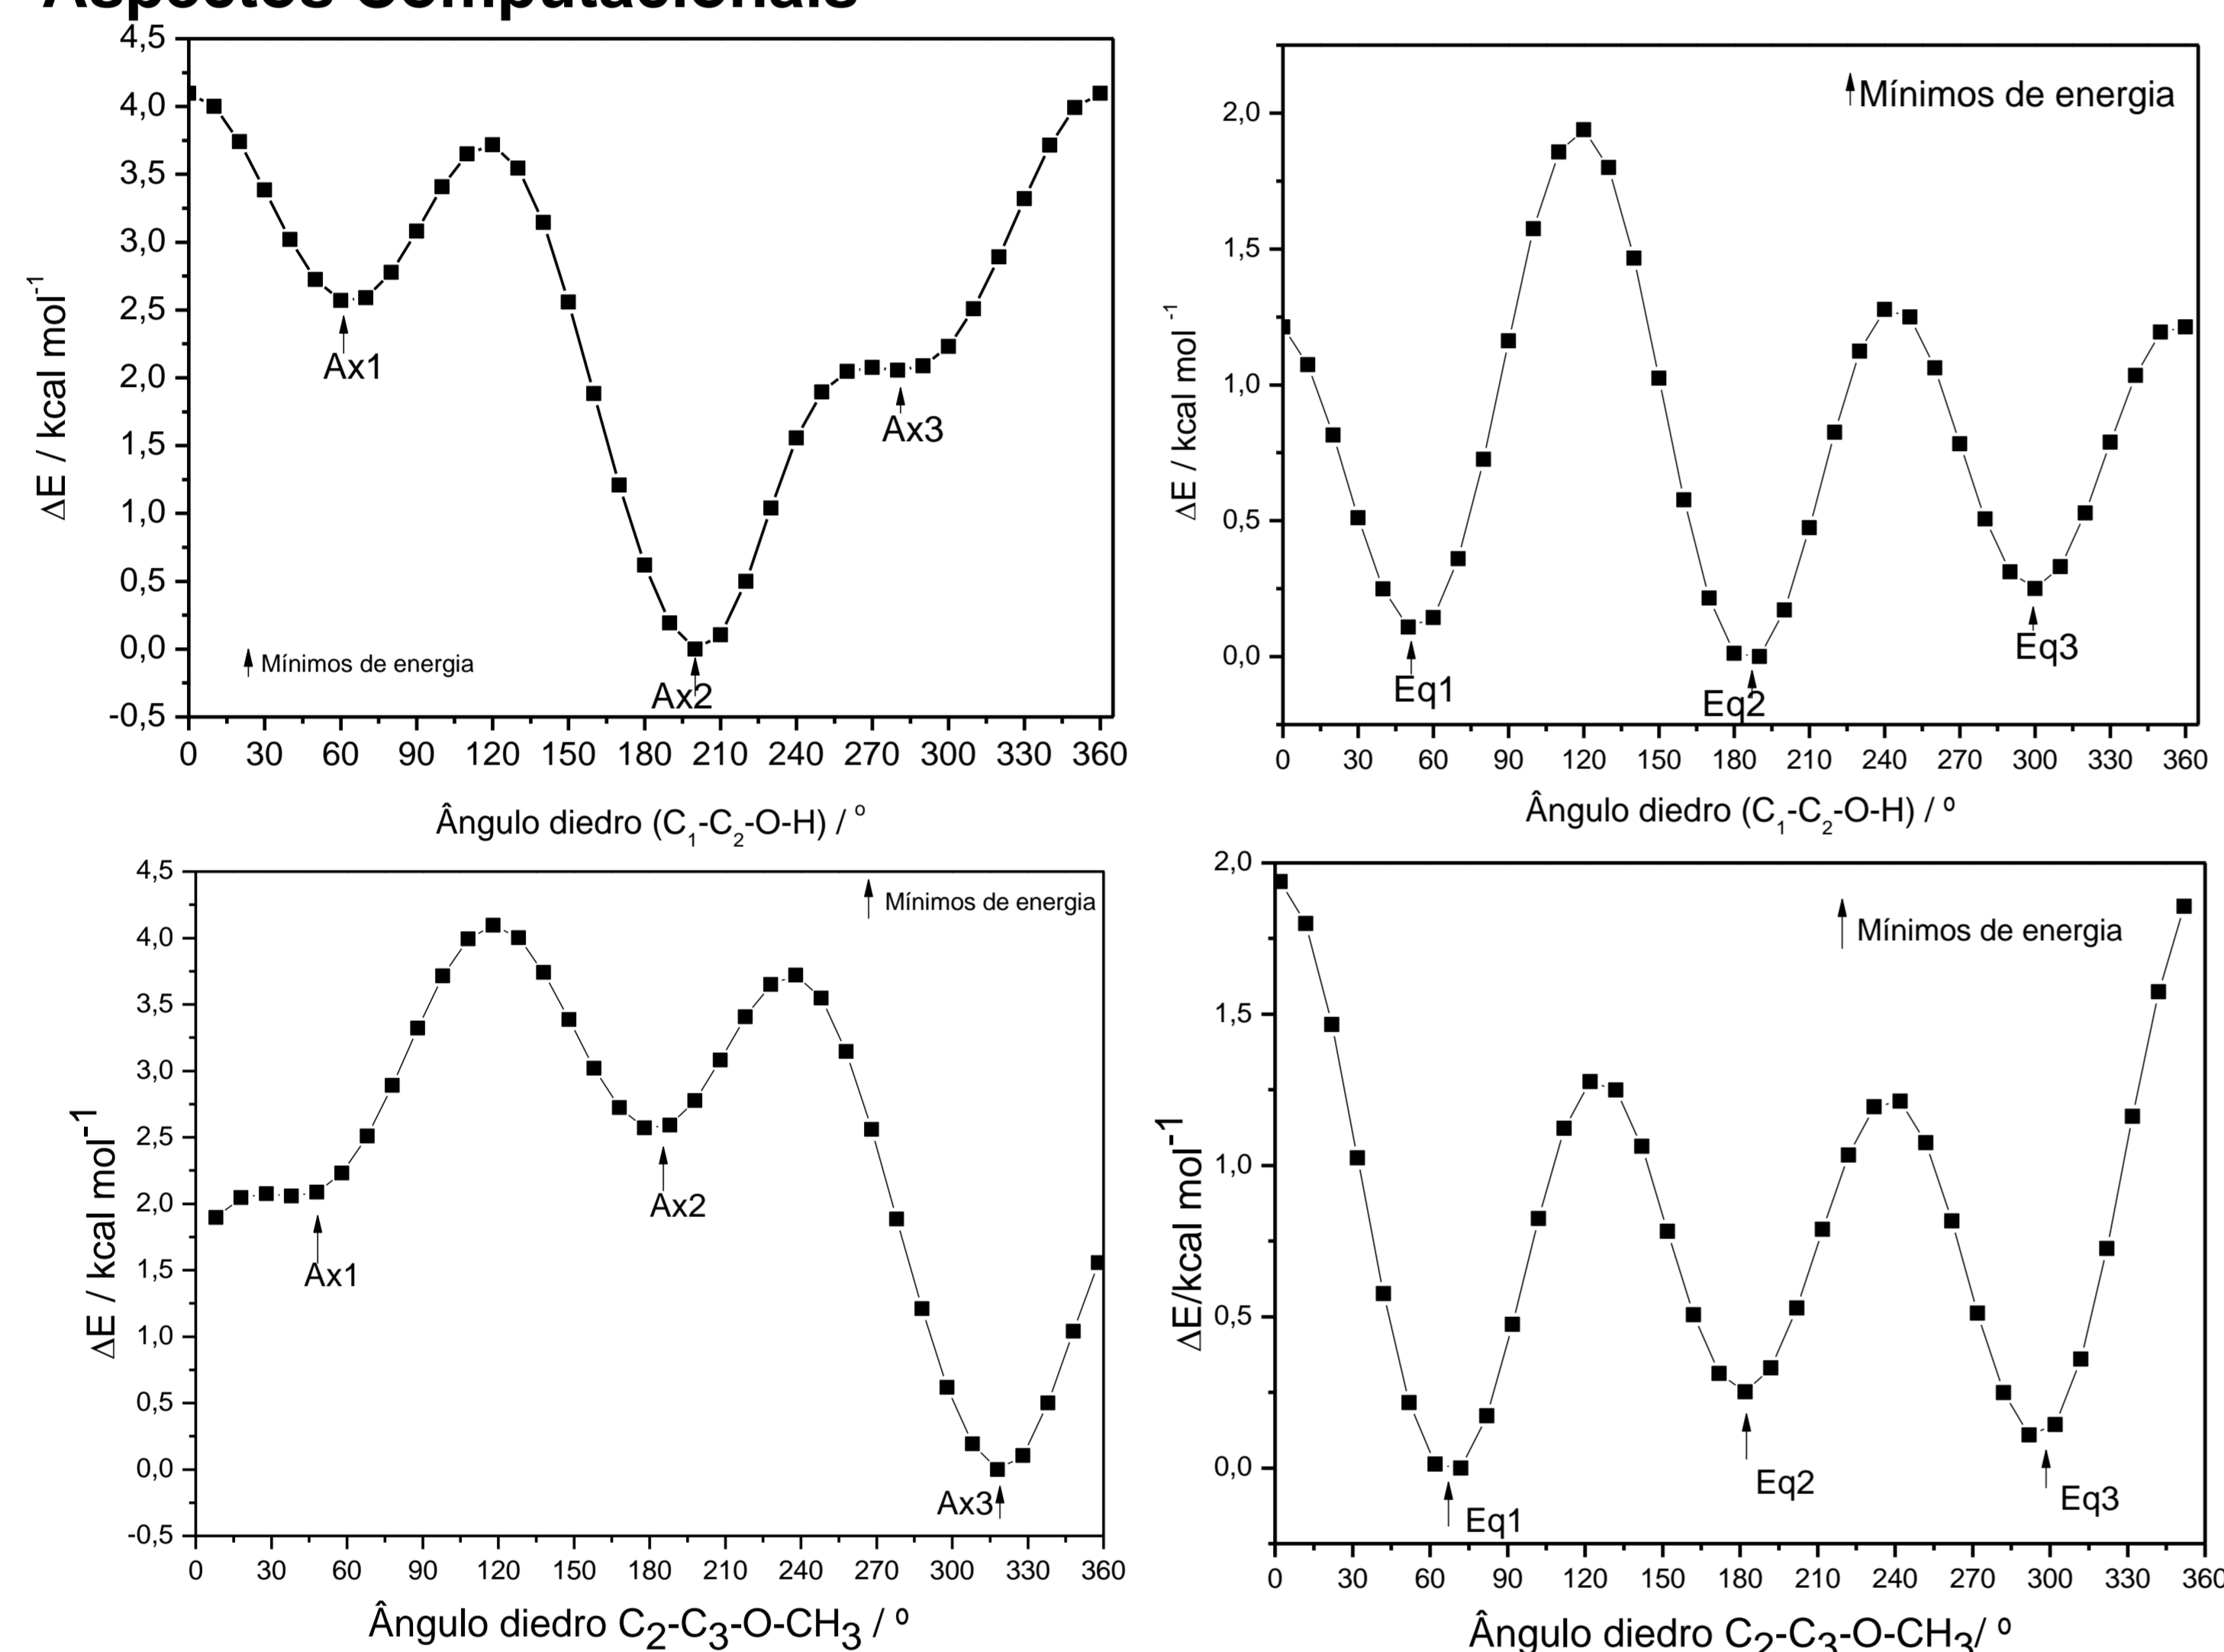 Aspectos Computacionais
4,5
4,0
3,5
3,0
2,5
2,0
1,5
1,0
0,5
0,0
-0,5
ΔE / kcal mol-1
Ax1
Ax3
Ax2
Mínimos de energia
0 30 60 90 120 150 180 210 240 270 300 330 360
Ângulo diedro (C1-C2-O-H) / º
2,0
1,5
1,0
0,5
0,0
ΔE / kcal mol -1
Mínimos de energia
Eq1
Eq2
Eq3
0 30 60 90 120 150 180 210 240 270 300 330 360
Ângulo diedro (C1-C2-O-H) / º
4,5
4,0
3,5
3,0
2,5
2,0
1,5
1,0
0,5
0,0
-0,5
ΔE / kcal mol-1
Mínimos de energia
Ax1
Ax2
Ax3
0 30 60 90 120 150 180 210 240 270 300 330 360
Ângulo diedro C2-C3-O-CH3 / º
2,0
1,5
1,0
0,5
0,0
ΔE/kcal mol-1
Mínimos de energia
Eq1
Eq2
Eq3
0 30 60 90 120 150 180 210 240 270 300 330 360
Ângulo diedro C2-C3-O-CH3/ º